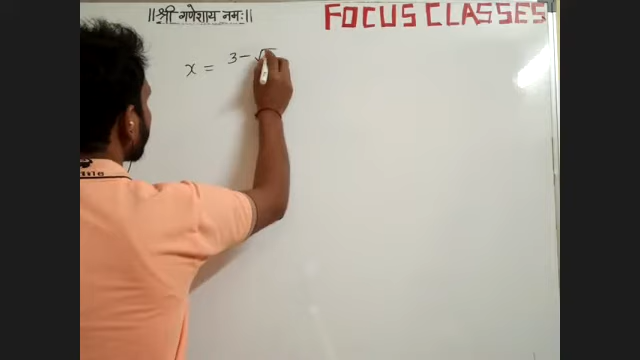 ||श्री गणेशाय नमः||
FOCUS CLASSES
x = 3 - √